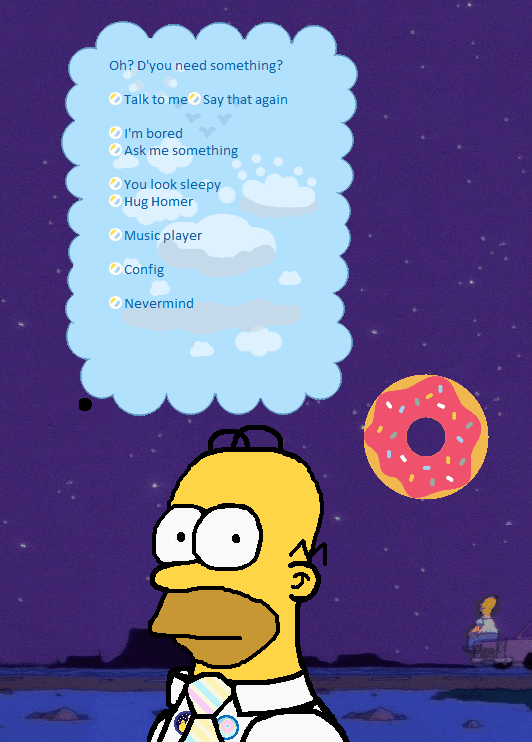 Oh? D'you need something?
Talk to me Say that again
I'm bored
Ask me something
You look sleepy
Hug Homer
Music player
Config
Nevermind